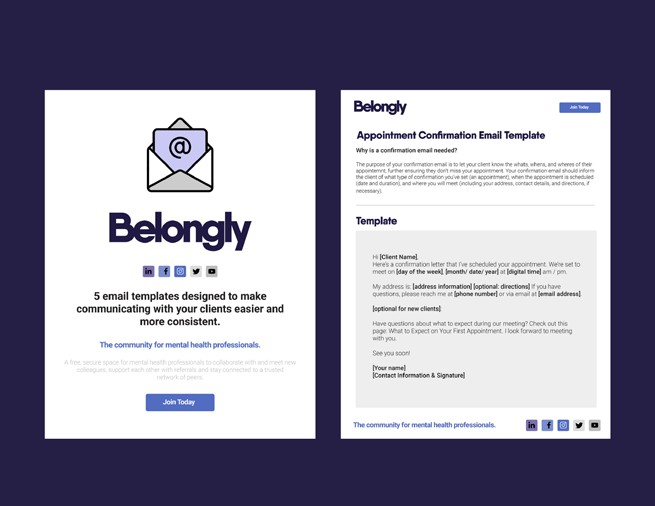 @
Belongly
in f
5 email templates designed to make
communicating with your clients easier and
more consistent.
The community for mental health professionals.
A free, secure space for mental health professionals to collaborate with and meet new
colleagues, support each other with referrals and stay connected to a trusted
network of peers.
Join Today
Belongly
Join Today
Appointment Confirmation Email Template
Why is a confirmation email needed?
The purpose of your confirmation email is to let your client know the whats, whens, and wheres of their
appointment, further ensuring they don't miss your appointment. Your confirmation email should inform
the client of what type of confirmation you've set (an appointment), when the appointment is scheduled
(date and duration), and where you will meet (including your address, contact details, and directions, if
necessary).
Template
Hi [Client Name],
Here's a confirmation letter that I've scheduled your appointment. We're set to
meet on [day of the week], [month/ date/ year] at [digital time] am / pm.
My address is: [address information] [optional: directions] If you have
questions, please reach me at [phone number] or via email at [email address].
[optional for new clients]
Have questions about what to expect during our meeting? Check out this
page: What to Expect on Your First Appointment. I look forward to meeting
with you.
See you soon!
[Your name]
[Contact Information & Signature]
The community for mental health professionals.
in f